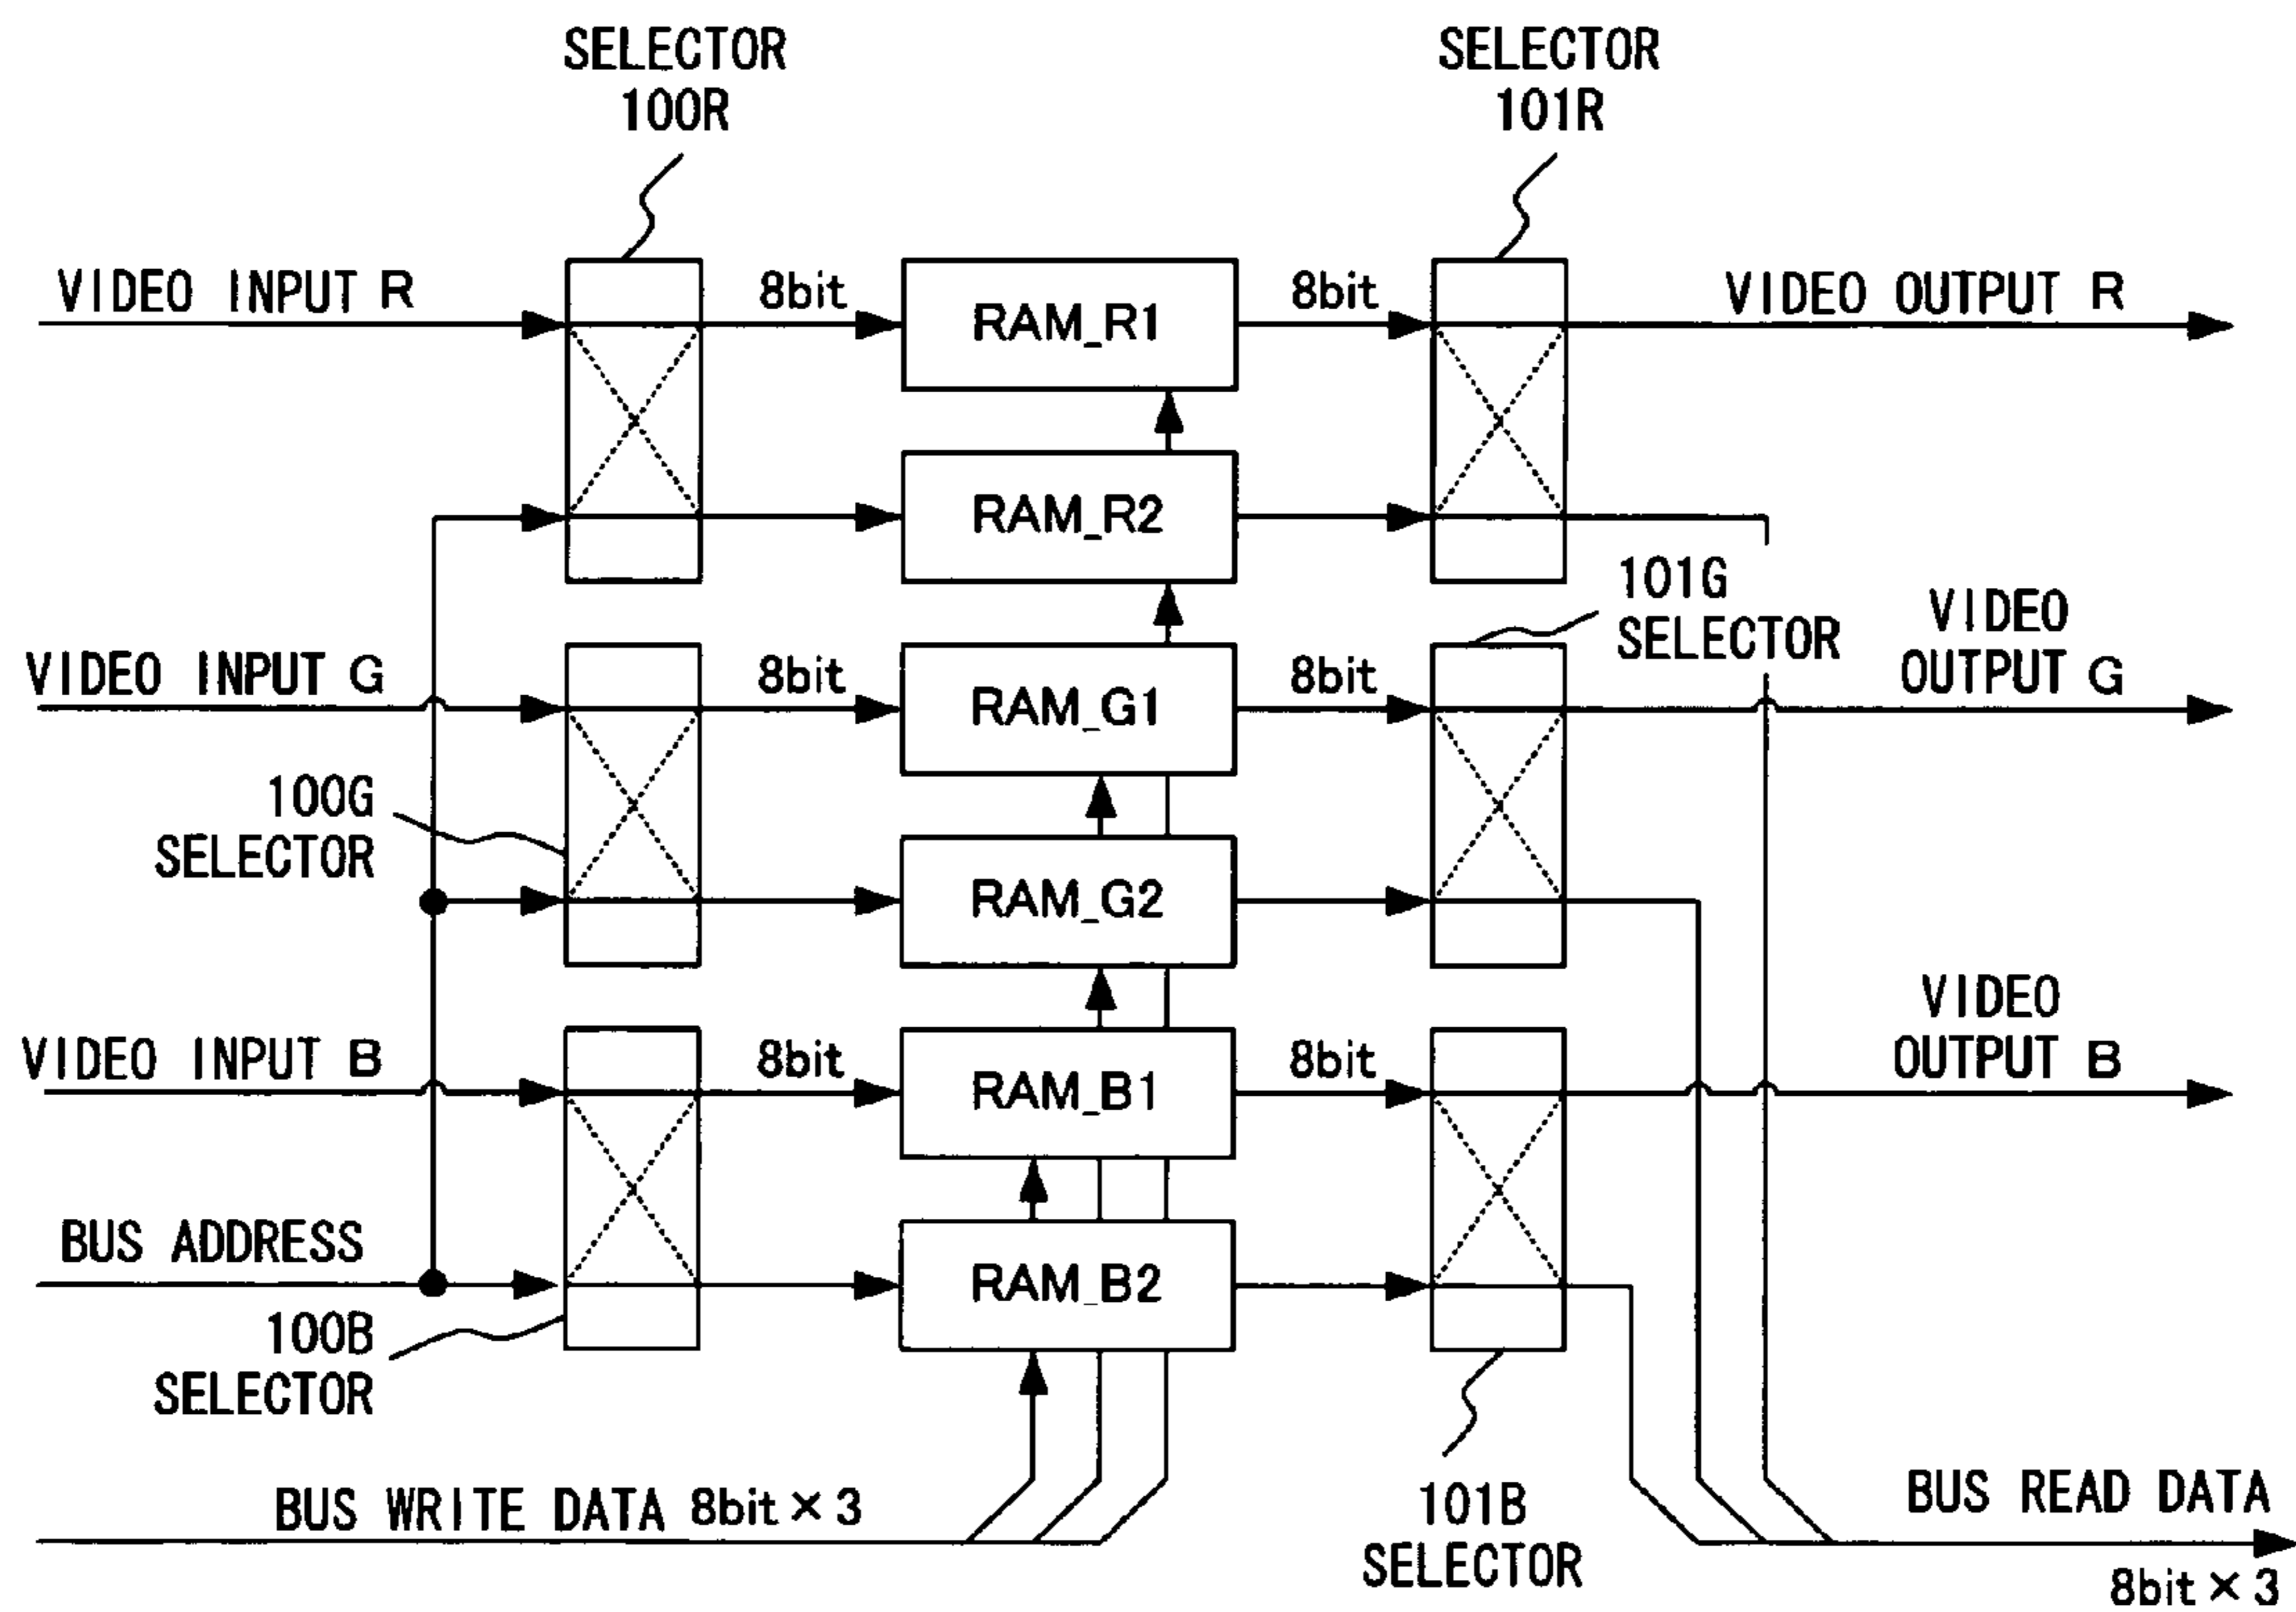 SELECTOR
100R
SELECTOR
101R
VIDEO INPUT R
8bit
RAM_R1
8bit
VIDEO OUTPUT R
RAM_R2
101G
SELECTOR
VIDEO
OUTPUT G
VIDEO INPUT G
8bit
RAM_G1
8bit
100G
SELECTOR
RAM_G2
VIDEO
OUTPUT B
VIDEO INPUT B
8bit
RAM_B1
8bit
BUS ADDRESS
RAM_B2
100B
SELECTOR
BUS WRITE DATA 8bit × 3
101B
SELECTOR
BUS READ DATA
8bit × 3